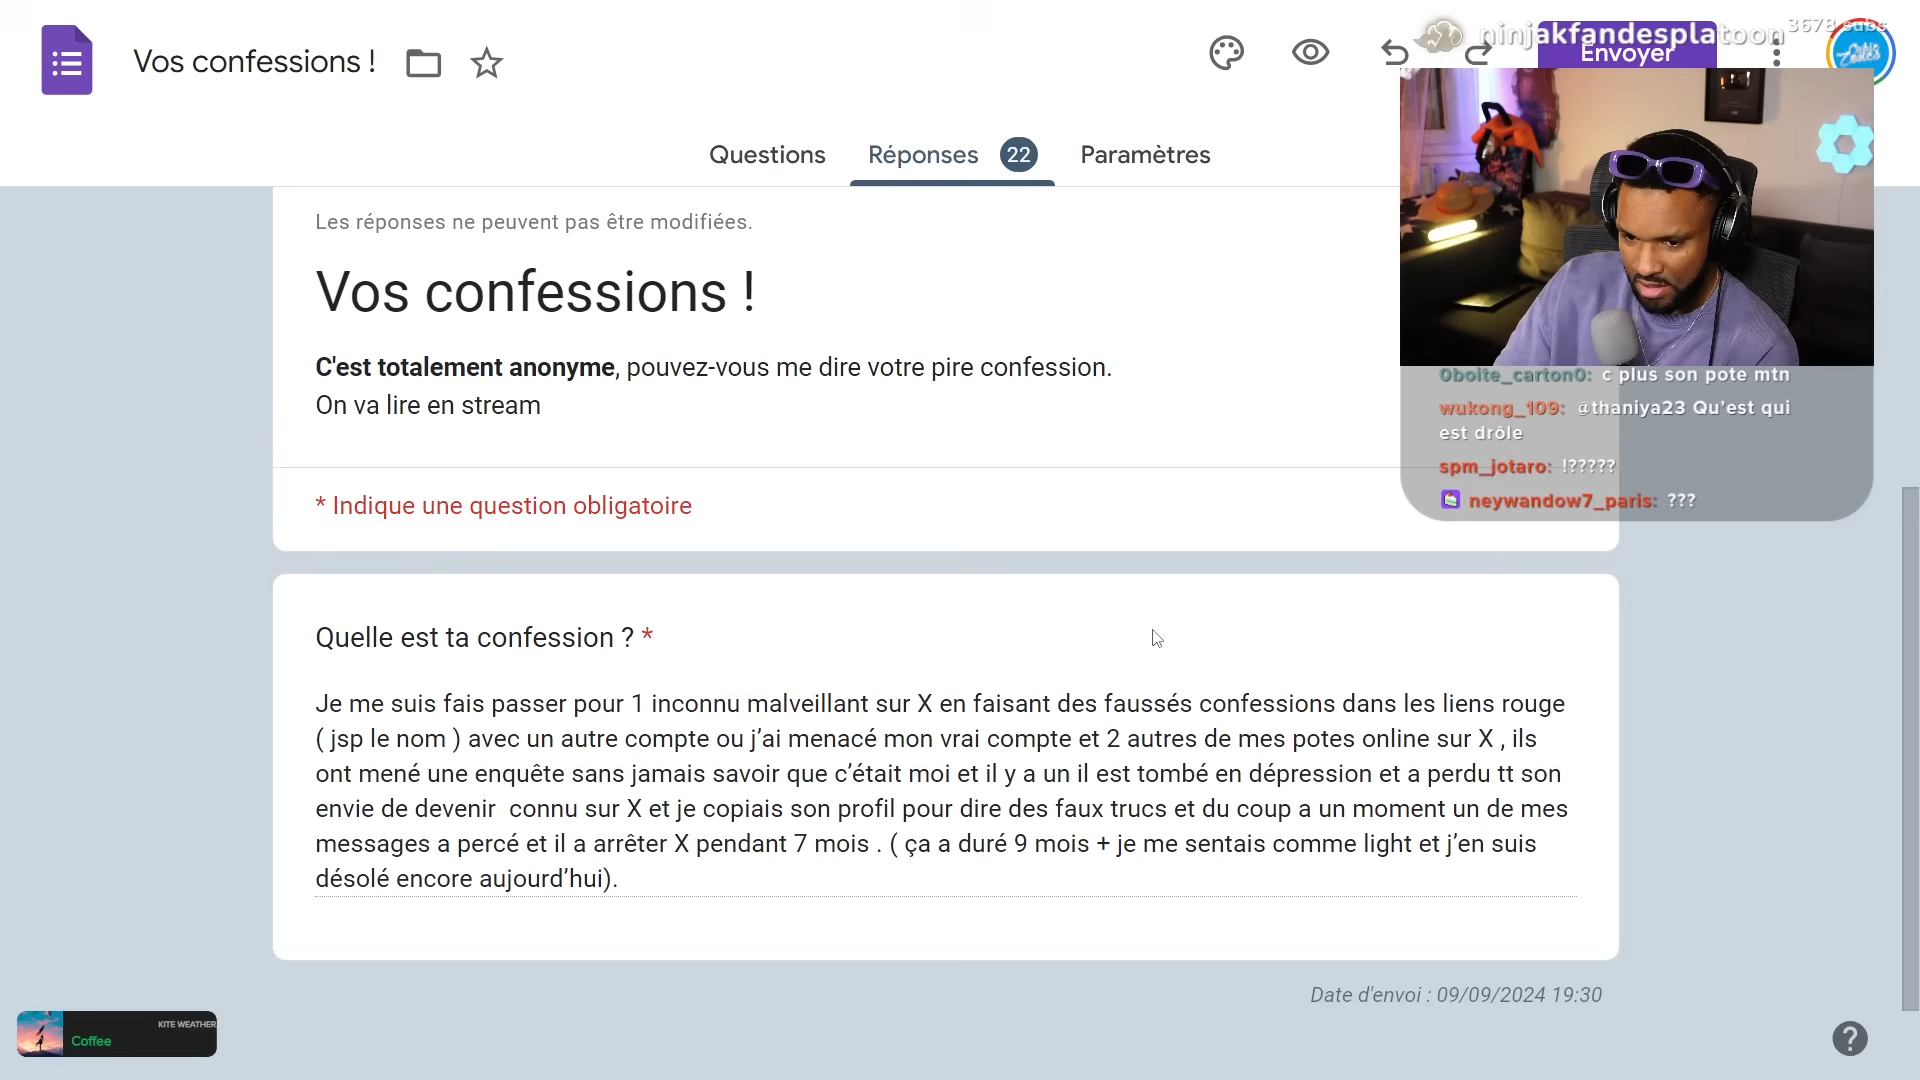 Vos confessions !
ninjakfandesplatoon
3678 subs
Envoyer
Questions
Réponses 22
Paramètres
Les réponses ne peuvent pas être modifiées.
Vos confessions !
C'est totalement anonyme, pouvez-vous me dire votre pire confession.
On va lire en stream
* Indique une question obligatoire
0boite_carton0: c plus son pote mtn
wukong_109: @thaniya23 Qu'est qui
est drôle
spm_jotaro: !?????
neywandow7_paris: ???
Quelle est ta confession ? *
Je me suis fais passer pour 1 inconnu malveillant sur X en faisant des faussés confessions dans les liens rouge
( jsp le nom ) avec un autre compte ou j’ai menacé mon vrai compte et 2 autres de mes potes online sur X , ils
ont mené une enquête sans jamais savoir que c’était moi et il y a un il est tombé en dépression et a perdu tt son
envie de devenir  connu sur X et je copiais son profil pour dire des faux trucs et du coup a un moment un de mes
messages a percé et il a arrêter X pendant 7 mois . ( ça a duré 9 mois + je me sentais comme light et j’en suis
désolé encore aujourd’hui).
Date d'envoi : 09/09/2024 19:30
KITE WEATHER
Coffee